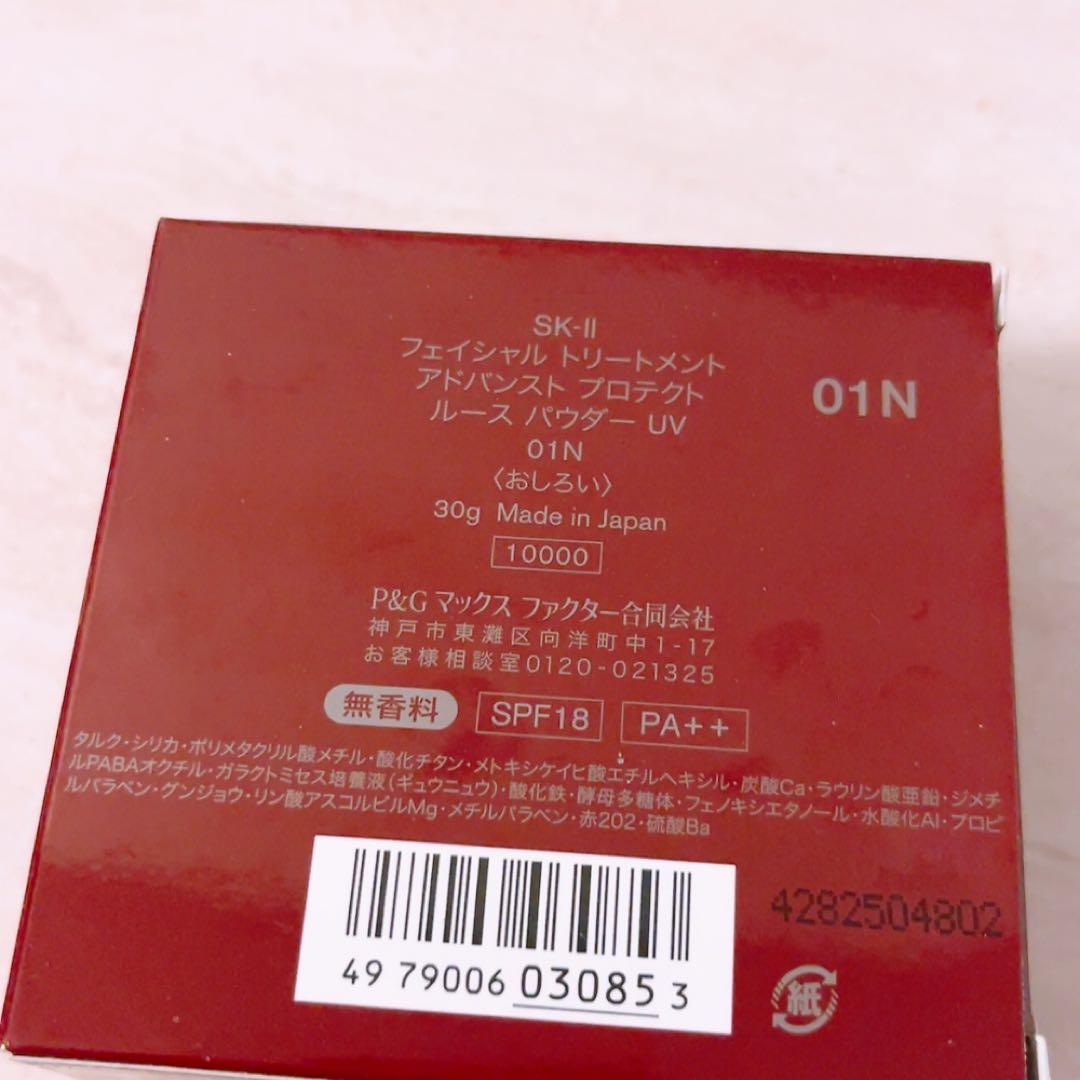 SK-II
フェイシャル トリートメント
アドバンスト プロテクト
ルース パウダー UV
01N
01N
〈おしろい〉
30g Made in Japan
10000
P&G マックス ファクター合同会社
神戸市東灘区向洋町中1-17
お客様相談室0120-021325
無香料 SPF18 PA++
タルク・シリカ・ポリメタクリル酸メチル・酸化チタン・メトキシケイヒ酸エチルヘキシル・炭酸Ca・ラウリン酸亜鉛・ジメチ
ルPABAオクチル・ガラクトミセス培養液(ギュウニュウ)・酸化鉄・酵母多糖体・フェノキシエタノール・水酸化Al・プロピ
ルパラベン・グンジョウ・リン酸アスコルビルMg・メチルパラベン・赤202・硫酸Ba
4282504802
49 79006 03085 3
紙